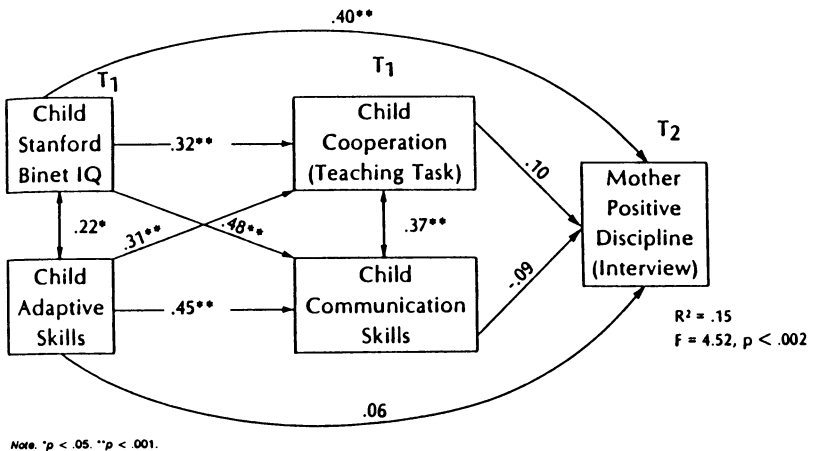 .40**
T1
T1
T2
Child
Stanford
Binet IQ
.32**
Child
Cooperation
(Teaching Task)
.10
Mother
Positive
Discipline
(Interview)
.22*
.31**
.48**
.37**
Child
Adaptive
Skills
.45**
Child
Communication
Skills
-.09
R² = .15
F = 4.52, p < .002
.06
Note. *p < .05. **p < .001.